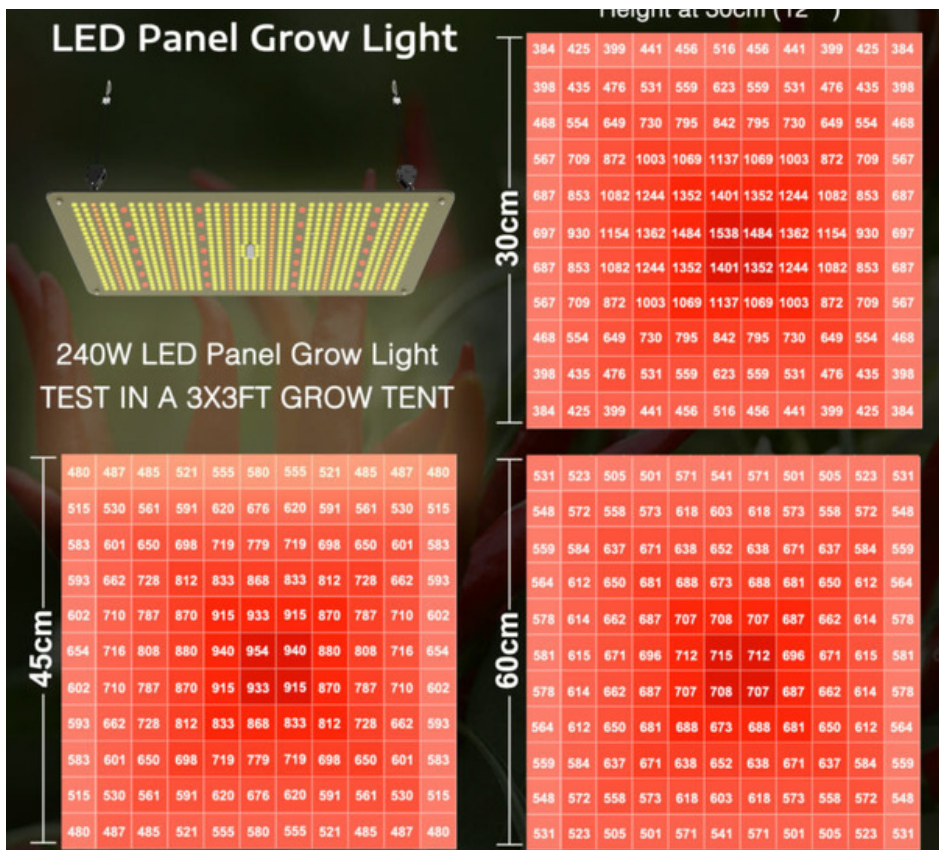 LED Panel Grow Light
240W LED Panel Grow Light
TEST IN A 3X3FT GROW TENT
Height at 30cm (12
30cm
384 425 399 441 456 516 456 441 399 425 384
398 435 476 531 559 623 559 531 476 435 398
468 554 649 730 795 842 795 730 649 554 468
567 709 872 1003 1069 1137 1069 1003 872 709 567
687 853 1082 1244 1352 1401 1352 1244 1082 853 687
697 930 1154 1362 1484 1538 1484 1362 1154 930 697
687 853 1082 1244 1352 1401 1352 1244 1082 853 687
567 709 872 1003 1069 1137 1069 1003 872 709 567
468 554 649 730 795 842 795 730 649 554 468
398 435 476 531 559 623 559 531 476 435 398
384 425 399 441 456 516 456 441 399 425 384
45cm
480 487 485 521 555 580 555 521 485 487 480
515 530 561 591 620 676 620 591 561 530 515
583 601 650 698 719 779 719 698 650 601 583
593 662 728 812 833 868 833 812 728 662 593
602 710 787 870 915 933 915 870 787 710 602
654 716 808 880 940 954 940 880 808 716 654
602 710 787 870 915 933 915 870 787 710 602
593 662 728 812 833 868 833 812 728 662 593
583 601 650 698 719 779 719 698 650 601 583
515 530 561 591 620 676 620 591 561 530 515
480 487 485 521 555 580 555 521 485 487 480
60cm
531 523 505 501 571 541 571 501 505 523 531
548 572 558 573 618 603 618 573 558 572 548
559 584 637 671 638 652 638 671 637 584 559
564 612 650 681 688 673 688 681 650 612 564
578 614 662 687 707 708 707 687 662 614 578
581 615 671 696 712 715 712 696 671 615 581
578 614 662 687 707 708 707 687 662 614 578
564 612 650 681 688 673 688 681 650 612 564
559 584 637 671 638 652 638 671 637 584 559
548 572 558 573 618 603 618 573 558 572 548
531 523 505 501 571 541 571 501 505 523 531